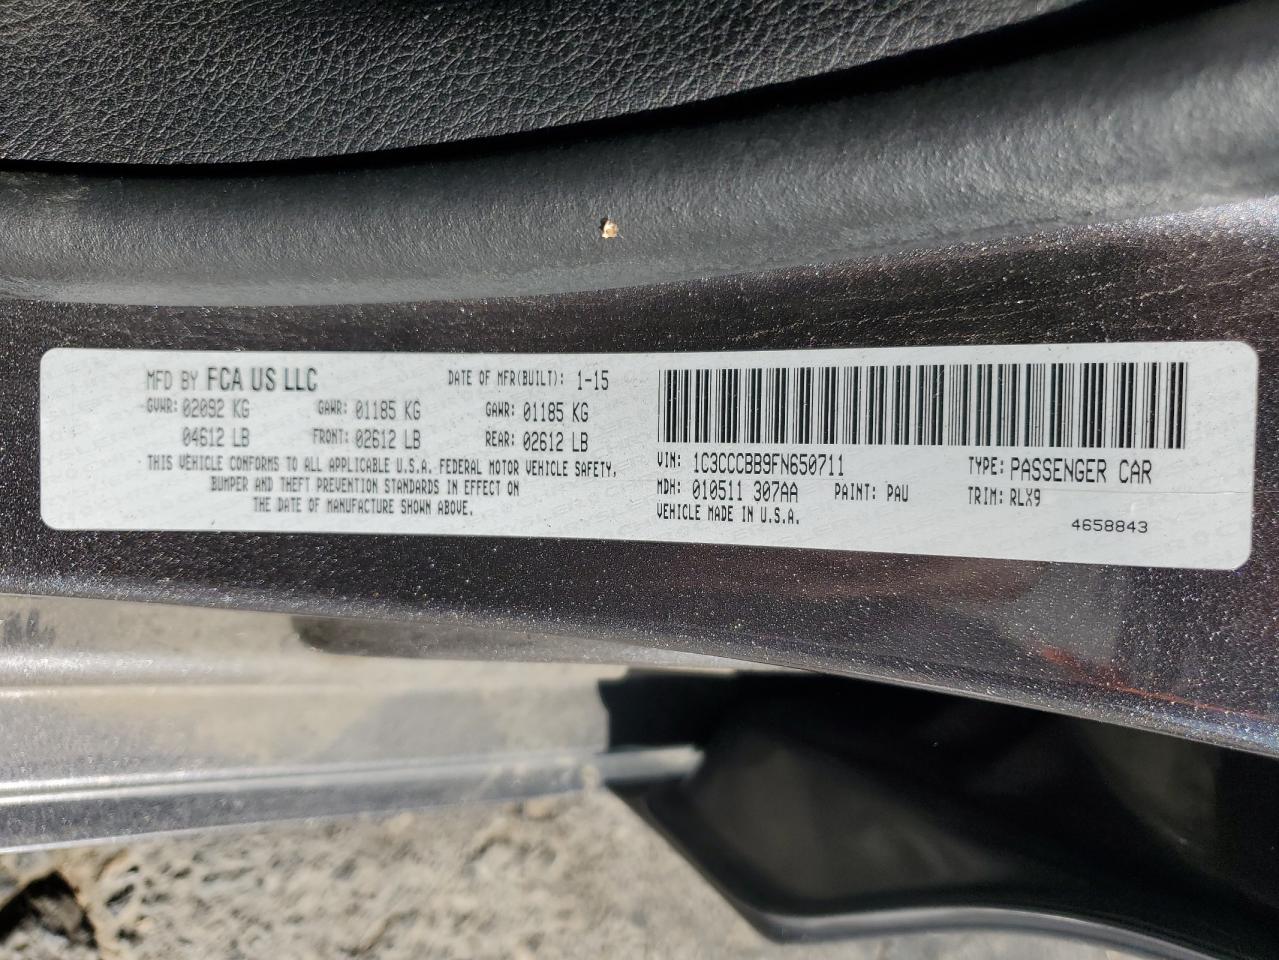 MFD BY FCA US LLC DATE OF MFR(BUILT): 1-15
GVWR: 02092 KG GAWR: 01185 KG GAWR: 01185 KG
04612 LB FRONT: 02612 LB REAR: 02612 LB
THIS VEHICLE CONFORMS TO ALL APPLICABLE U.S.A. FEDERAL MOTOR VEHICLE SAFETY,
BUMPER AND THEFT PREVENTION STANDARDS IN EFFECT ON
THE DATE OF MANUFACTURE SHOWN ABOVE.
VIN: 1C3CCCBB9FN650711 TYPE: PASSENGER CAR
MDH: 010511 307AA PAINT: PAU TRIM: RLX9
VEHICLE MADE IN U.S.A.
4658843